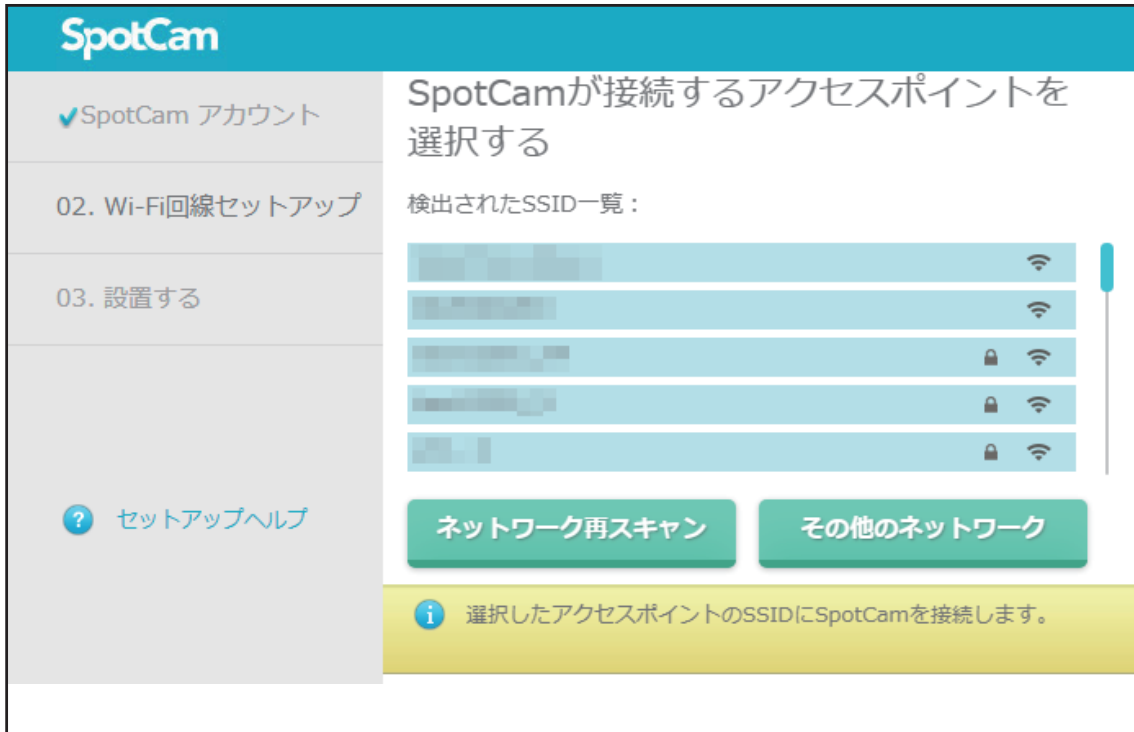 SpotCam
✔SpotCam アカウント
02. Wi-Fi回線セットアップ
03. 設置する
? セットアップヘルプ
SpotCamが接続するアクセスポイントを
選択する
検出されたSSID一覧：
ネットワーク再スキャン
その他のネットワーク
i 選択したアクセスポイントのSSIDにSpotCamを接続します。